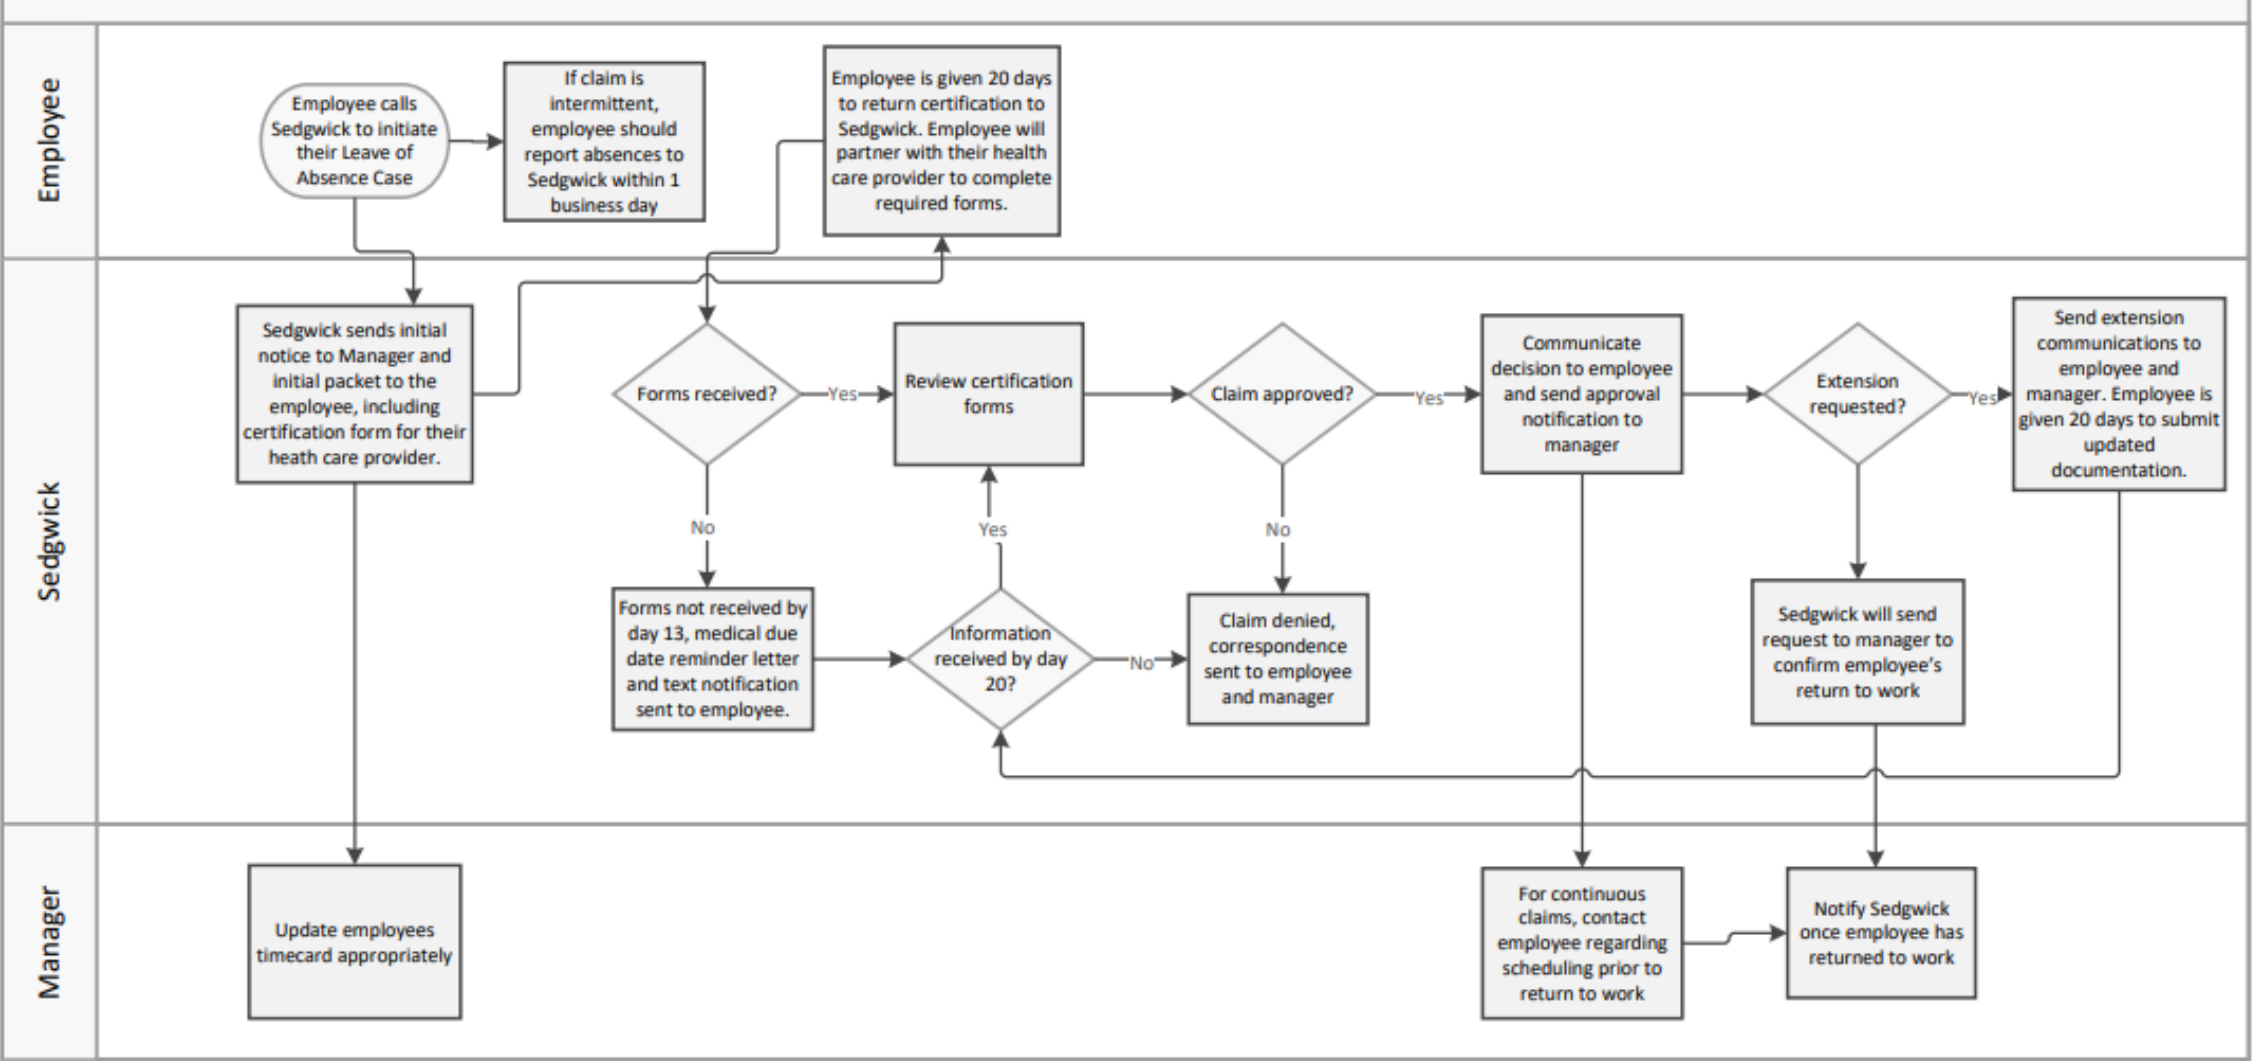 Employee
Employee calls
Sedgwick to initiate
their Leave of
Absence Case
If claim is
intermittent,
employee should
report absences to
Sedgwick within 1
business day
Employee is given 20 days
to return certification to
Sedgwick. Employee will
partner with their health
care provider to complete
required forms.
Sedgwick
Sedgwick sends initial
notice to Manager and
initial packet to the
employee, including
certification form for their
heath care provider.
Forms received?
Yes
Review certification
forms
Claim approved?
Yes
Communicate
decision to employee
and send approval
notification to
manager
Extension
requested?
Yes
Send extension
communications to
employee and
manager. Employee is
given 20 days to submit
updated
documentation.
No
Yes
No
Forms not received by
day 13, medical due
date reminder letter
and text notification
sent to employee.
Information
received by day
20?
No
Claim denied,
correspondence
sent to employee
and manager
Sedgwick will send
request to manager to
confirm employee's
return to work
Manager
Update employees
timecard appropriately
For continuous
claims, contact
employee regarding
scheduling prior to
return to work
Notify Sedgwick
once employee has
returned to work